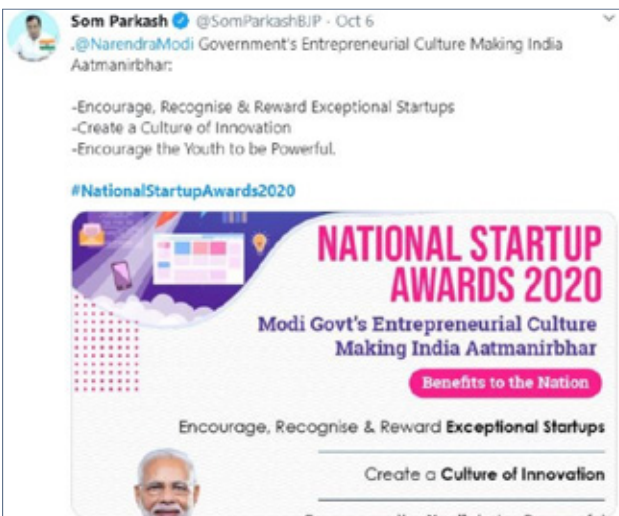 Som Parkash @SomParkashBJP · Oct 6
.@NarendraModi Government's Entrepreneurial Culture Making India
Aatmanirbhar:
-Encourage, Recognise & Reward Exceptional Startups
-Create a Culture of Innovation
-Encourage the Youth to be Powerful.
#NationalStartupAwards2020
NATIONAL STARTUP
AWARDS 2020
Modi Govt's Entrepreneurial Culture
Making India Aatmanirbhar
Benefits to the Nation
Encourage, Recognise & Reward Exceptional Startups
Create a Culture of Innovation